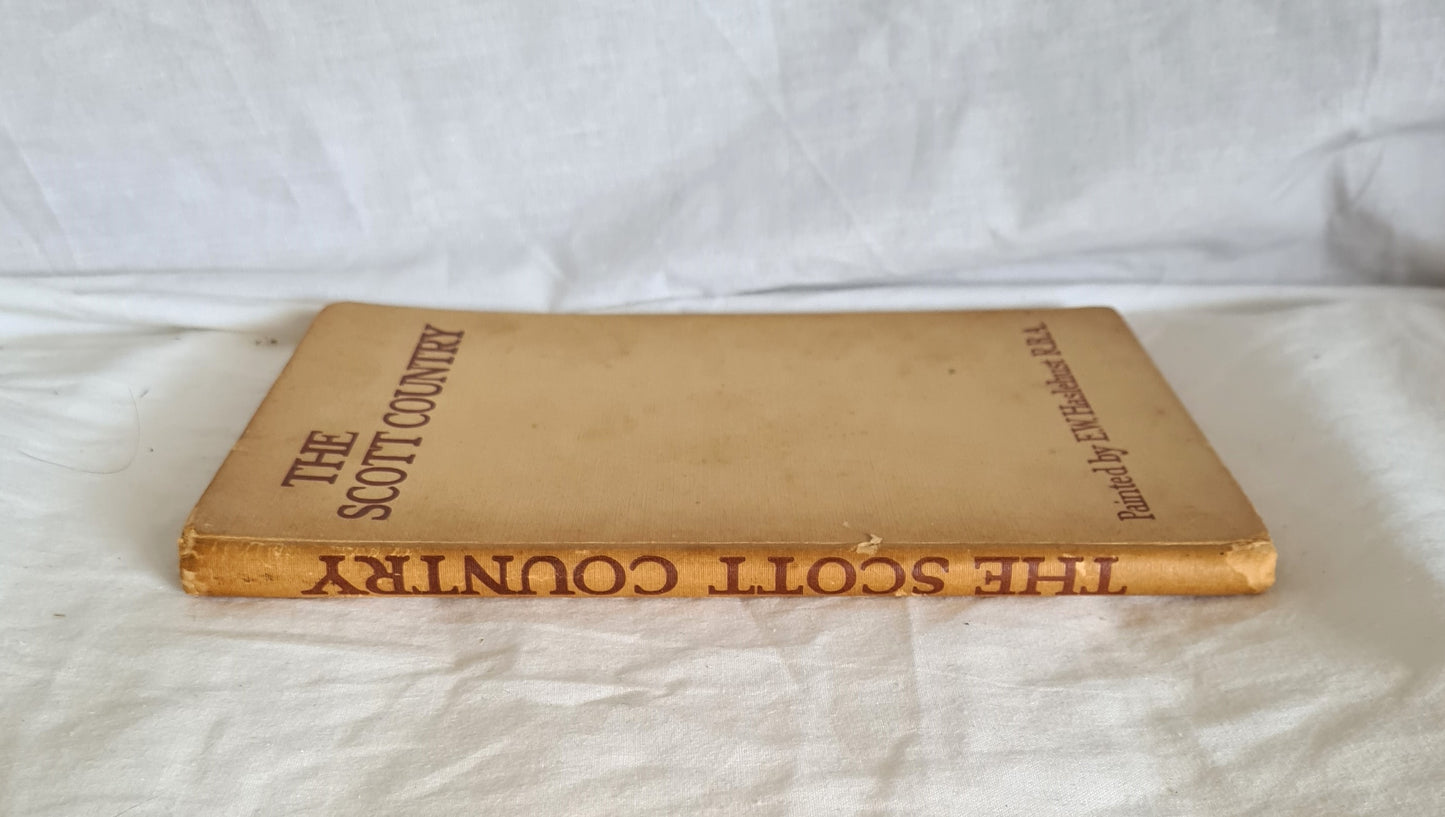 THE
SCOTT COUNTRY
Painted by E.W. Haslehust R.B.A.
THE SCOTT COUNTRY